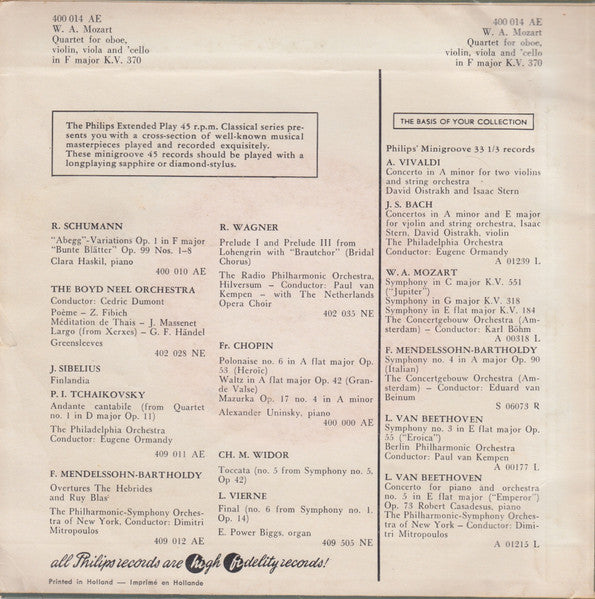 400 014 AE
W. A. Mozart
Quartet for oboe,
violin, viola and 'cello
in F major K.V. 370
400 014 AE
W. A. Mozart
Quartet for oboe,
violin, viola and 'cello
in F major K.V. 370
The Philips Extended Play 45 r.p.m. Classical series pre-
sents you with a cross-section of well-known musical
masterpieces played and recorded exquisitely.
These minigroove 45 records should be played with a
longplaying sapphire or diamond-stylus.
R. SCHUMANN
"Abegg"-Variations Op. 1 in F major
"Bunte Blätter" Op. 99 Nos. 1–8
Clara Haskil, piano
400 010 AE
THE BOYD NEEL ORCHESTRA
Conductor: Cedric Dumont
Poème – Z. Fibich
Méditation de Thais – J. Massenet
Largo (from Xerxes) – G. F. Händel
Greensleeves
402 028 NE
J. SIBELIUS
Finlandia
P. I. TCHAIKOVSKY
Andante cantabile (from Quartet
no. 1 in D major Op. 11)
The Philadelphia Orchestra
Conductor: Eugene Ormandy
409 011 AE
F. MENDELSSOHN-BARTHOLDY
Overtures The Hebrides
and Ruy Blas
The Philharmonic-Symphony Orches-
tra of New York. Conductor: Dimitri
Mitropoulos
409 012 AE
R. WAGNER
Prelude I and Prelude III from
Lohengrin with "Brautchor" (Bridal
Chorus)
The Radio Philharmonic Orchestra,
Hilversum – Conductor: Paul van
Kempen – with The Netherlands
Opera Choir
402 035 NE
Fr. CHOPIN
Polonaise no. 6 in A flat major Op.
53 (Heroic)
Waltz in A flat major Op. 42 (Gran-
de Valse)
Mazurka Op. 17 no. 4 in A minor
Alexander Uninsky, piano
400 000 AE
CH. M. WIDOR
Toccata (no. 5 from Symphony no. 5,
Op 42)
L. VIERNE
Final (no. 6 from Symphony no. 1,
Op. 14)
E. Power Biggs, organ
409 505 NE
THE BASIS OF YOUR COLLECTION
Philips' Minigroove 33 1/3 records
A. VIVALDI
Concerto in A minor for two violins
and string orchestra
David Oistrakh and Isaac Stern
J. S. BACH
Concertos in A minor and E major
for violin and string orchestra, Isaac
Stern, David Oistrakh, violin
The Philadelphia Orchestra
Conductor: Eugene Ormandy
A 01239 L
W. A. MOZART
Symphony in C major K.V. 551
("Jupiter")
Symphony in G major K.V. 318
Symphony in E flat major K.V. 184
The Concertgebouw Orchestra (Am-
sterdam) – Conductor: Karl Böhm
A 00318 L
F. MENDELSSOHN-BARTHOLDY
Symphony no. 4 in A major Op. 90
(Italian)
The Concertgebouw Orchestra (Am-
sterdam) – Conductor: Eduard van
Beinum
S 06073 R
L. VAN BEETHOVEN
Symphony no. 3 in E flat major Op.
55 ("Eroica")
Berlin Philharmonic Orchestra
Conductor: Paul van Kempen
A 00177 L
L. VAN BEETHOVEN
Concerto for piano and orchestra
no. 5 in E flat major ("Emperor")
Op. 73 Robert Casadesus, piano
The Philharmonic-Symphony Orches-
tra of New York – Conductor: Dimi-
tri Mitropoulos
A 01215 L
all Philips records are high fidelity records!
Printed in Holland — Imprimé en Hollande